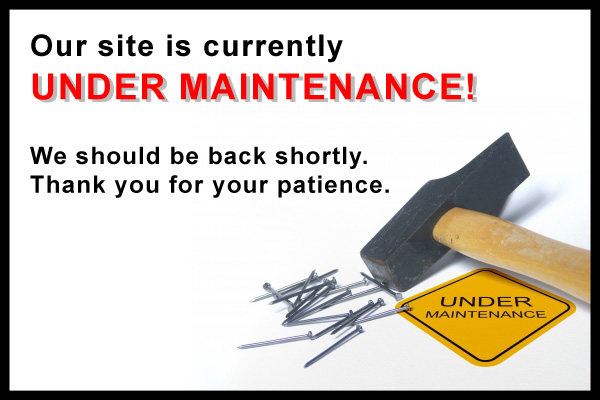 Our site is currently
UNDER MAINTENANCE!
We should be back shortly.
Thank you for your patience.
UNDER
MAINTENANCE